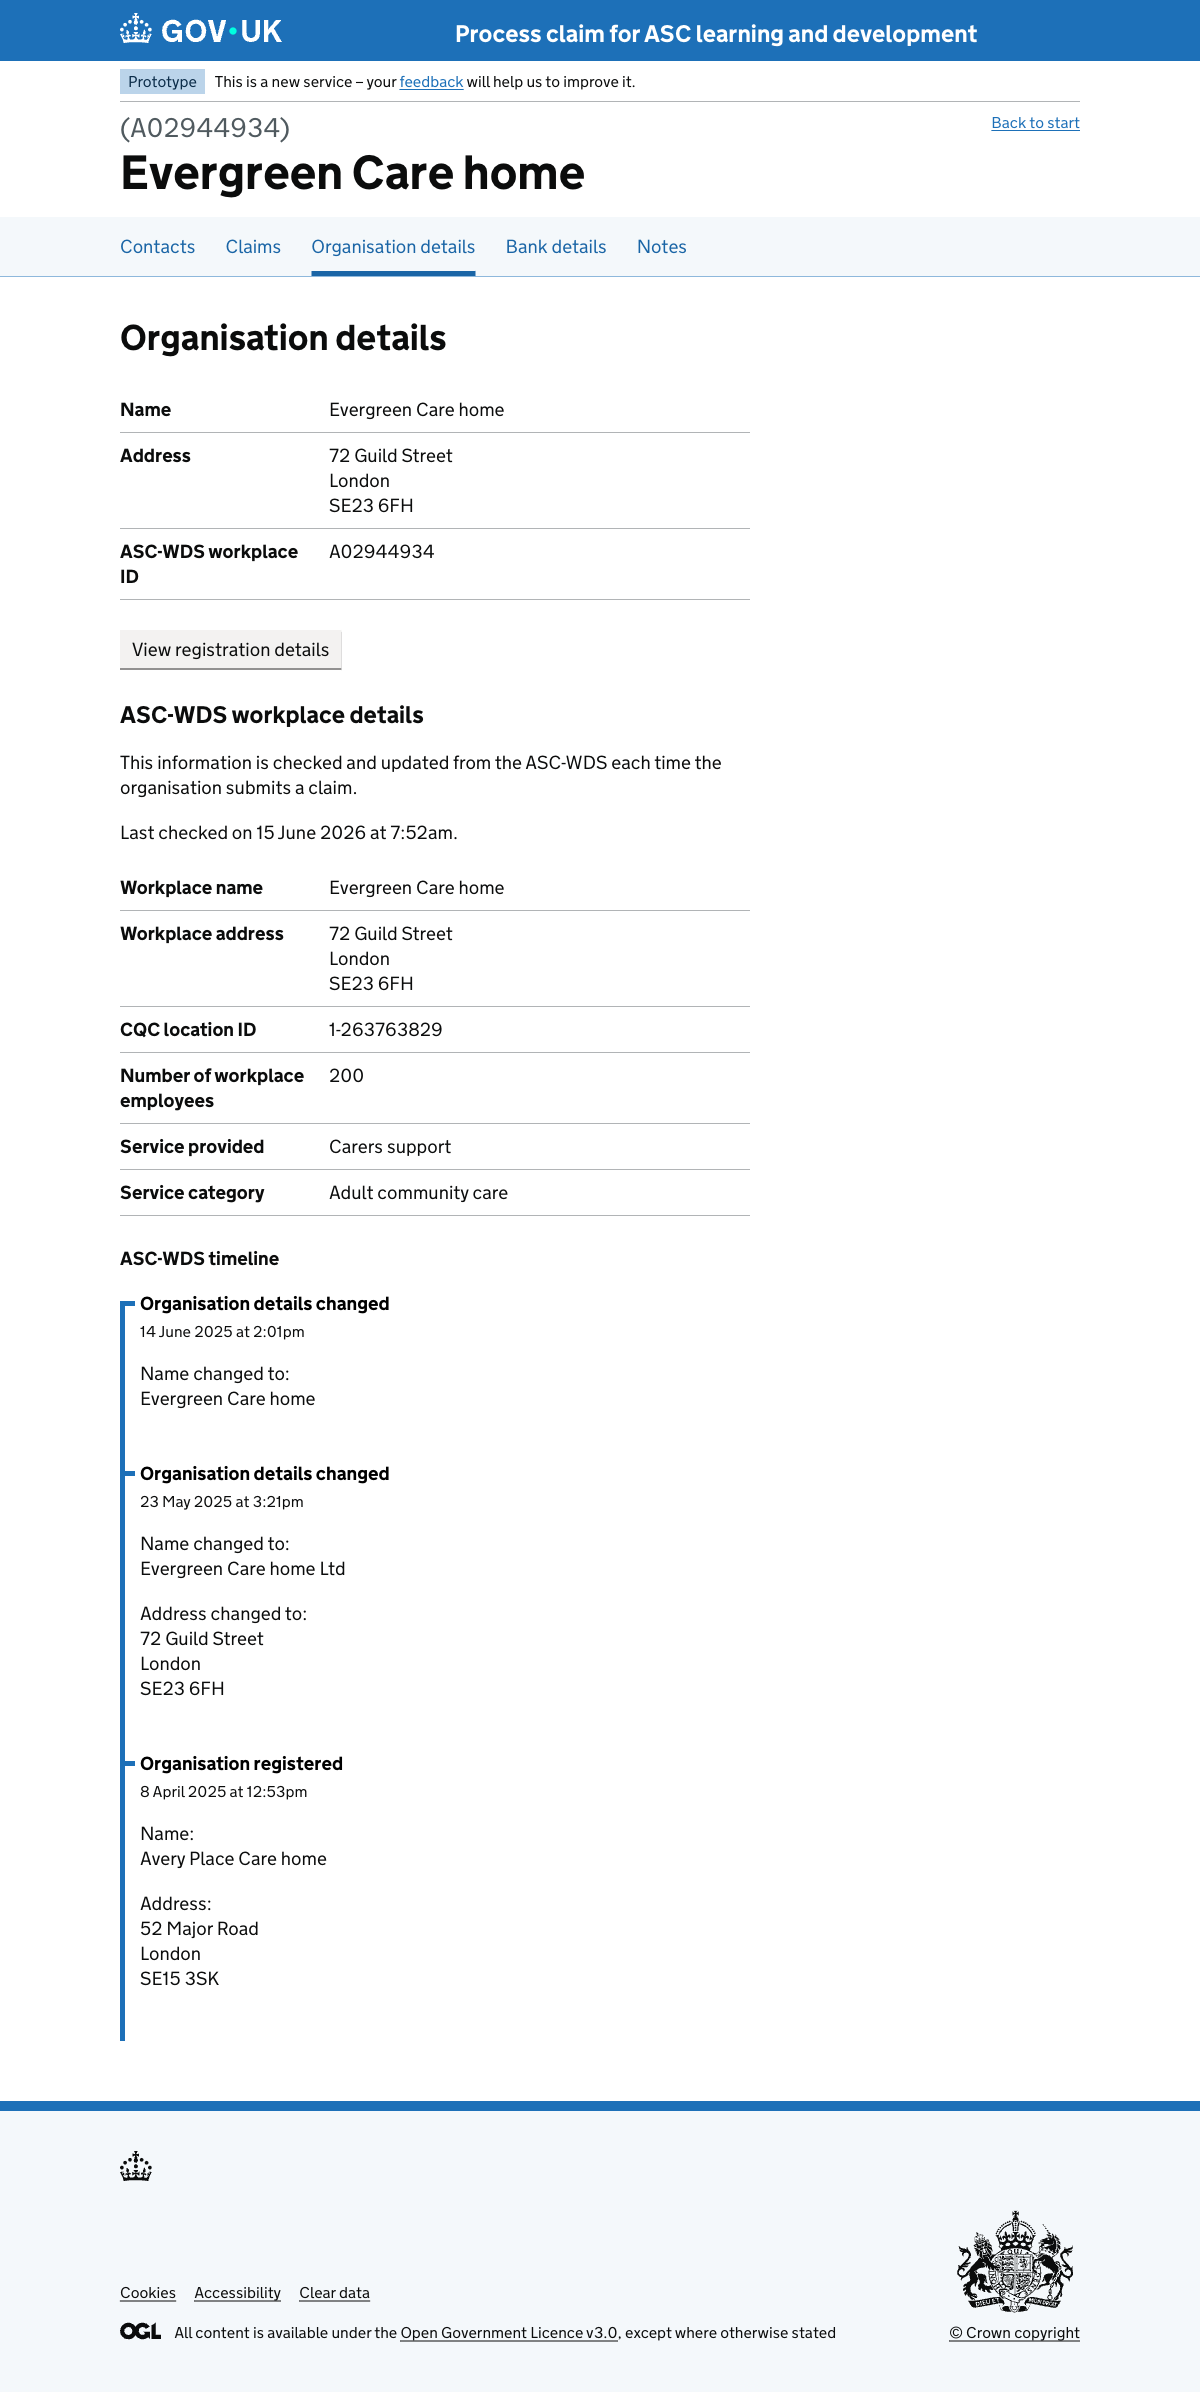 GOV·UK
Process claim for ASC learning and development
Prototype This is a new service – your feedback will help us to improve it.
(A02944934)
Back to start
Evergreen Care home
Contacts Claims Organisation details Bank details Notes
Organisation details
Name Evergreen Care home
Address 72 Guild Street
London
SE23 6FH
ASC-WDS workplace A02944934
ID
View registration details
ASC-WDS workplace details
This information is checked and updated from the ASC-WDS each time the
organisation submits a claim.
Last checked on 15 June 2026 at 7:52am.
Workplace name Evergreen Care home
Workplace address 72 Guild Street
London
SE23 6FH
CQC location ID 1-263763829
Number of workplace 200
employees
Service provided Carers support
Service category Adult community care
ASC-WDS timeline
Organisation details changed
14 June 2025 at 2:01pm
Name changed to:
Evergreen Care home
Organisation details changed
23 May 2025 at 3:21pm
Name changed to:
Evergreen Care home Ltd
Address changed to:
72 Guild Street
London
SE23 6FH
Organisation registered
8 April 2025 at 12:53pm
Name:
Avery Place Care home
Address:
52 Major Road
London
SE15 3SK
Cookies Accessibility Clear data
OGL All content is available under the Open Government Licence v3.0, except where otherwise stated
© Crown copyright